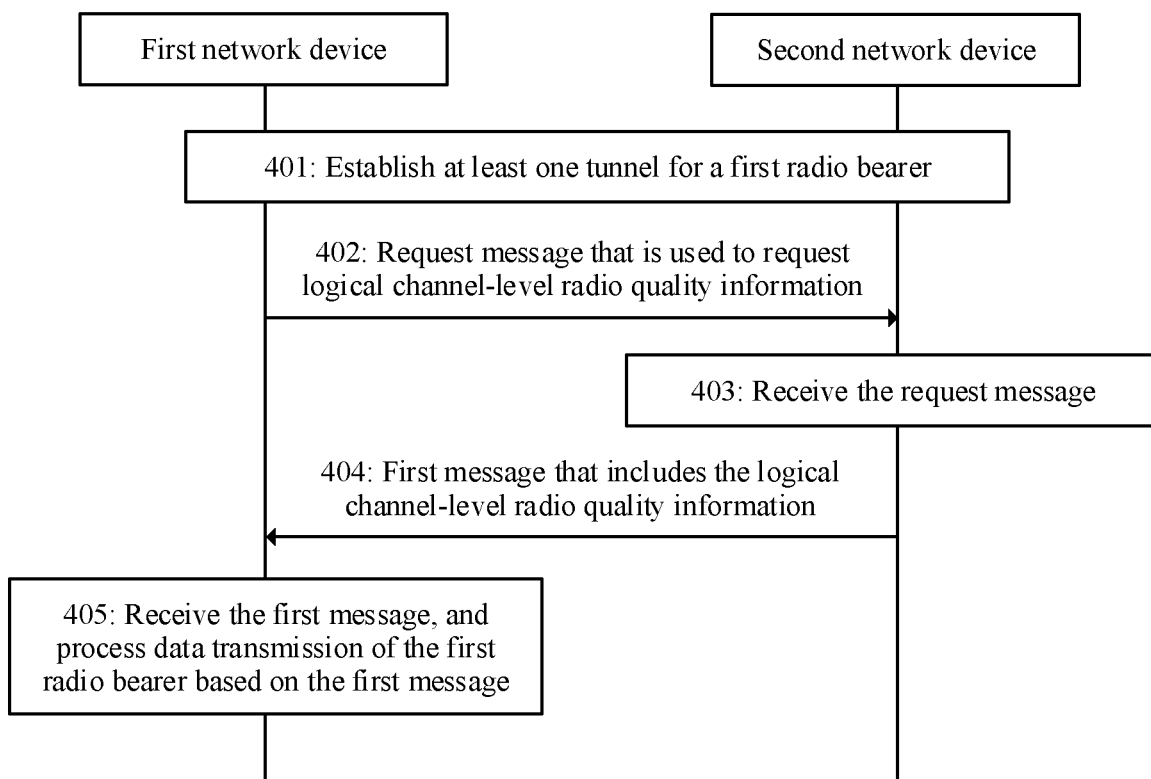 First network device
Second network device
401: Establish at least one tunnel for a first radio bearer
402: Request message that is used to request
logical channel-level radio quality information
403: Receive the request message
404: First message that includes the logical
channel-level radio quality information
405: Receive the first message, and
process data transmission of the first
radio bearer based on the first message